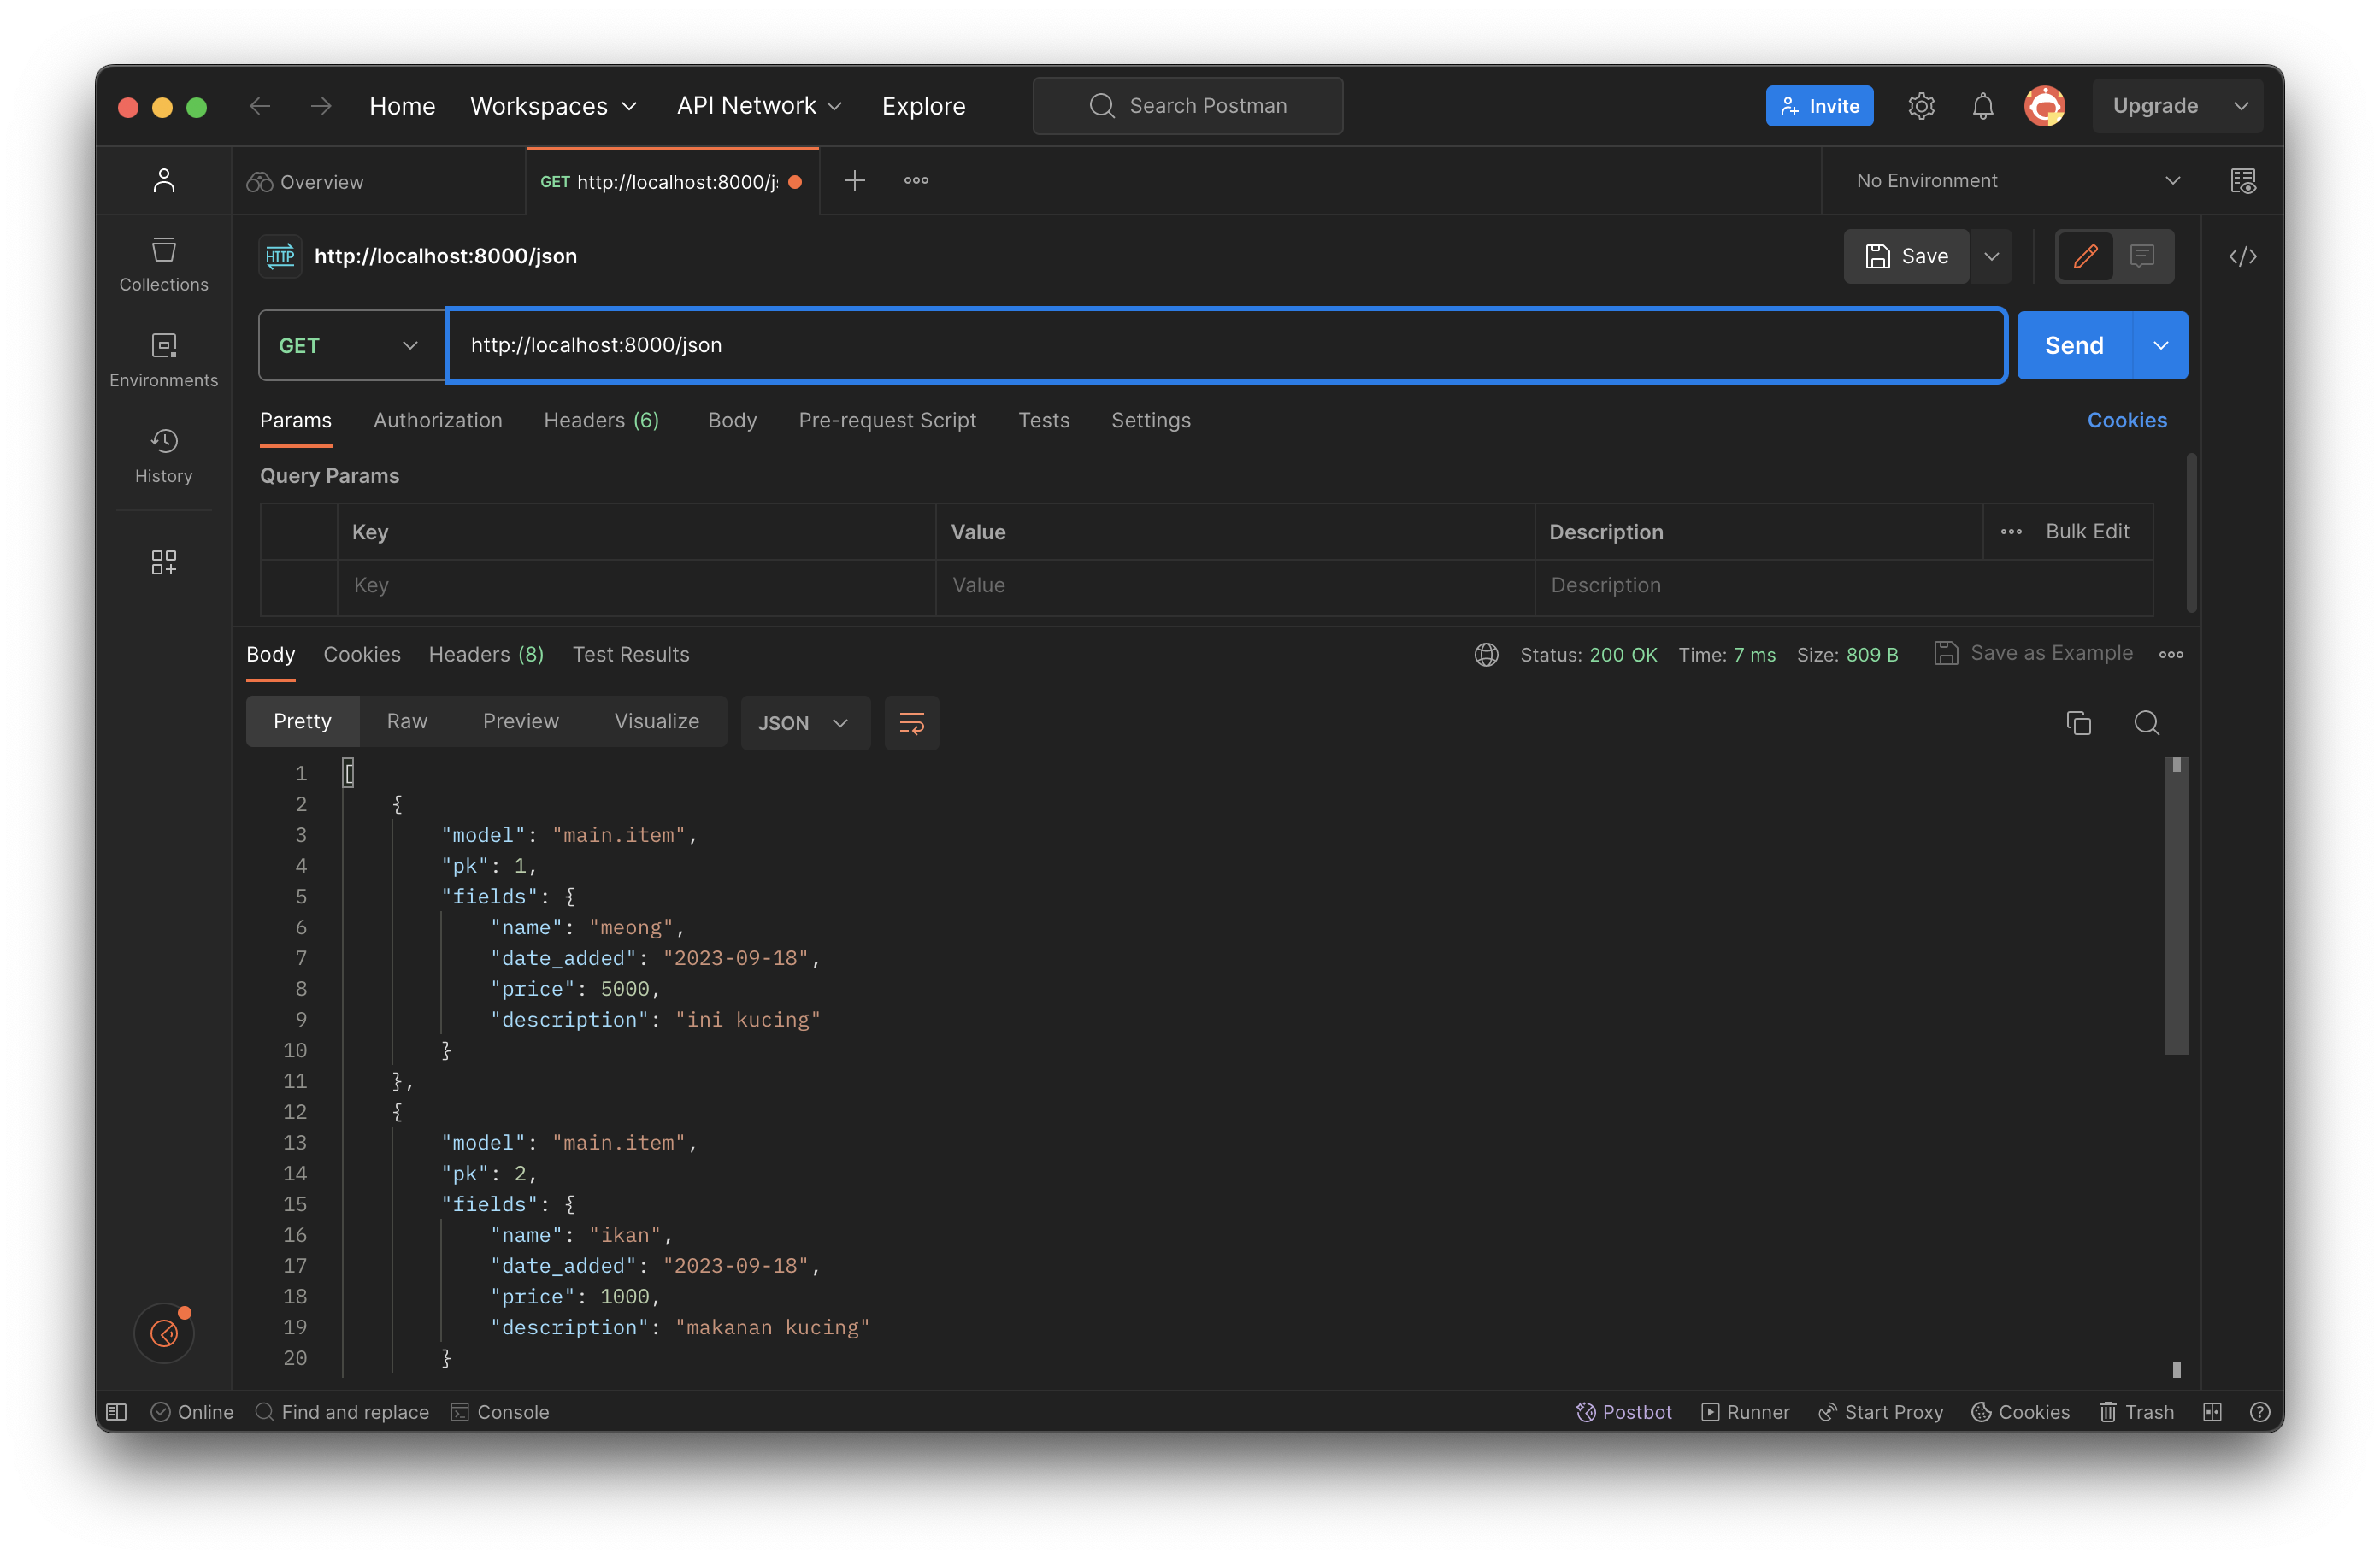 Home Workspaces API Network Explore Search Postman Invite Upgrade
Overview GET http://localhost:8000/j No Environment
HTTP http://localhost:8000/json Save
Collections
GET http://localhost:8000/json Send
Environments
Params Authorization Headers (6) Body Pre-request Script Tests Settings Cookies
History
Query Params
Key Value Description Bulk Edit
Key Value Description
Body Cookies Headers (8) Test Results Status: 200 OK Time: 7 ms Size: 809 B Save as Example
Pretty Raw Preview Visualize JSON
1 [
2 {
3 "model": "main.item",
4 "pk": 1,
5 "fields": {
6 "name": "meong",
7 "date_added": "2023-09-18",
8 "price": 5000,
9 "description": "ini kucing"
10 }
11 },
12 {
13 "model": "main.item",
14 "pk": 2,
15 "fields": {
16 "name": "ikan",
17 "date_added": "2023-09-18",
18 "price": 1000,
19 "description": "makanan kucing"
20 }
Online Find and replace Console Postbot Runner Start Proxy Cookies Trash